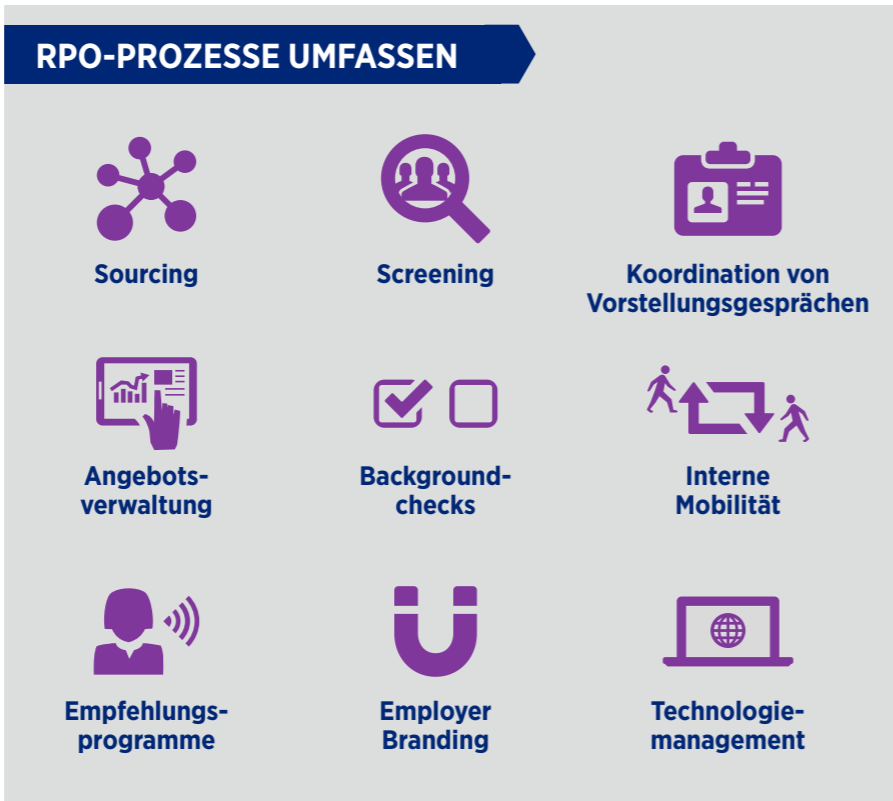 RPO-PROZESSE UMFASSEN
Sourcing
Screening
Koordination von
Vorstellungsgesprächen
Angebots-
verwaltung
Background-
checks
Interne
Mobilität
Empfehlungs-
programme
Employer
Branding
Technologie-
management